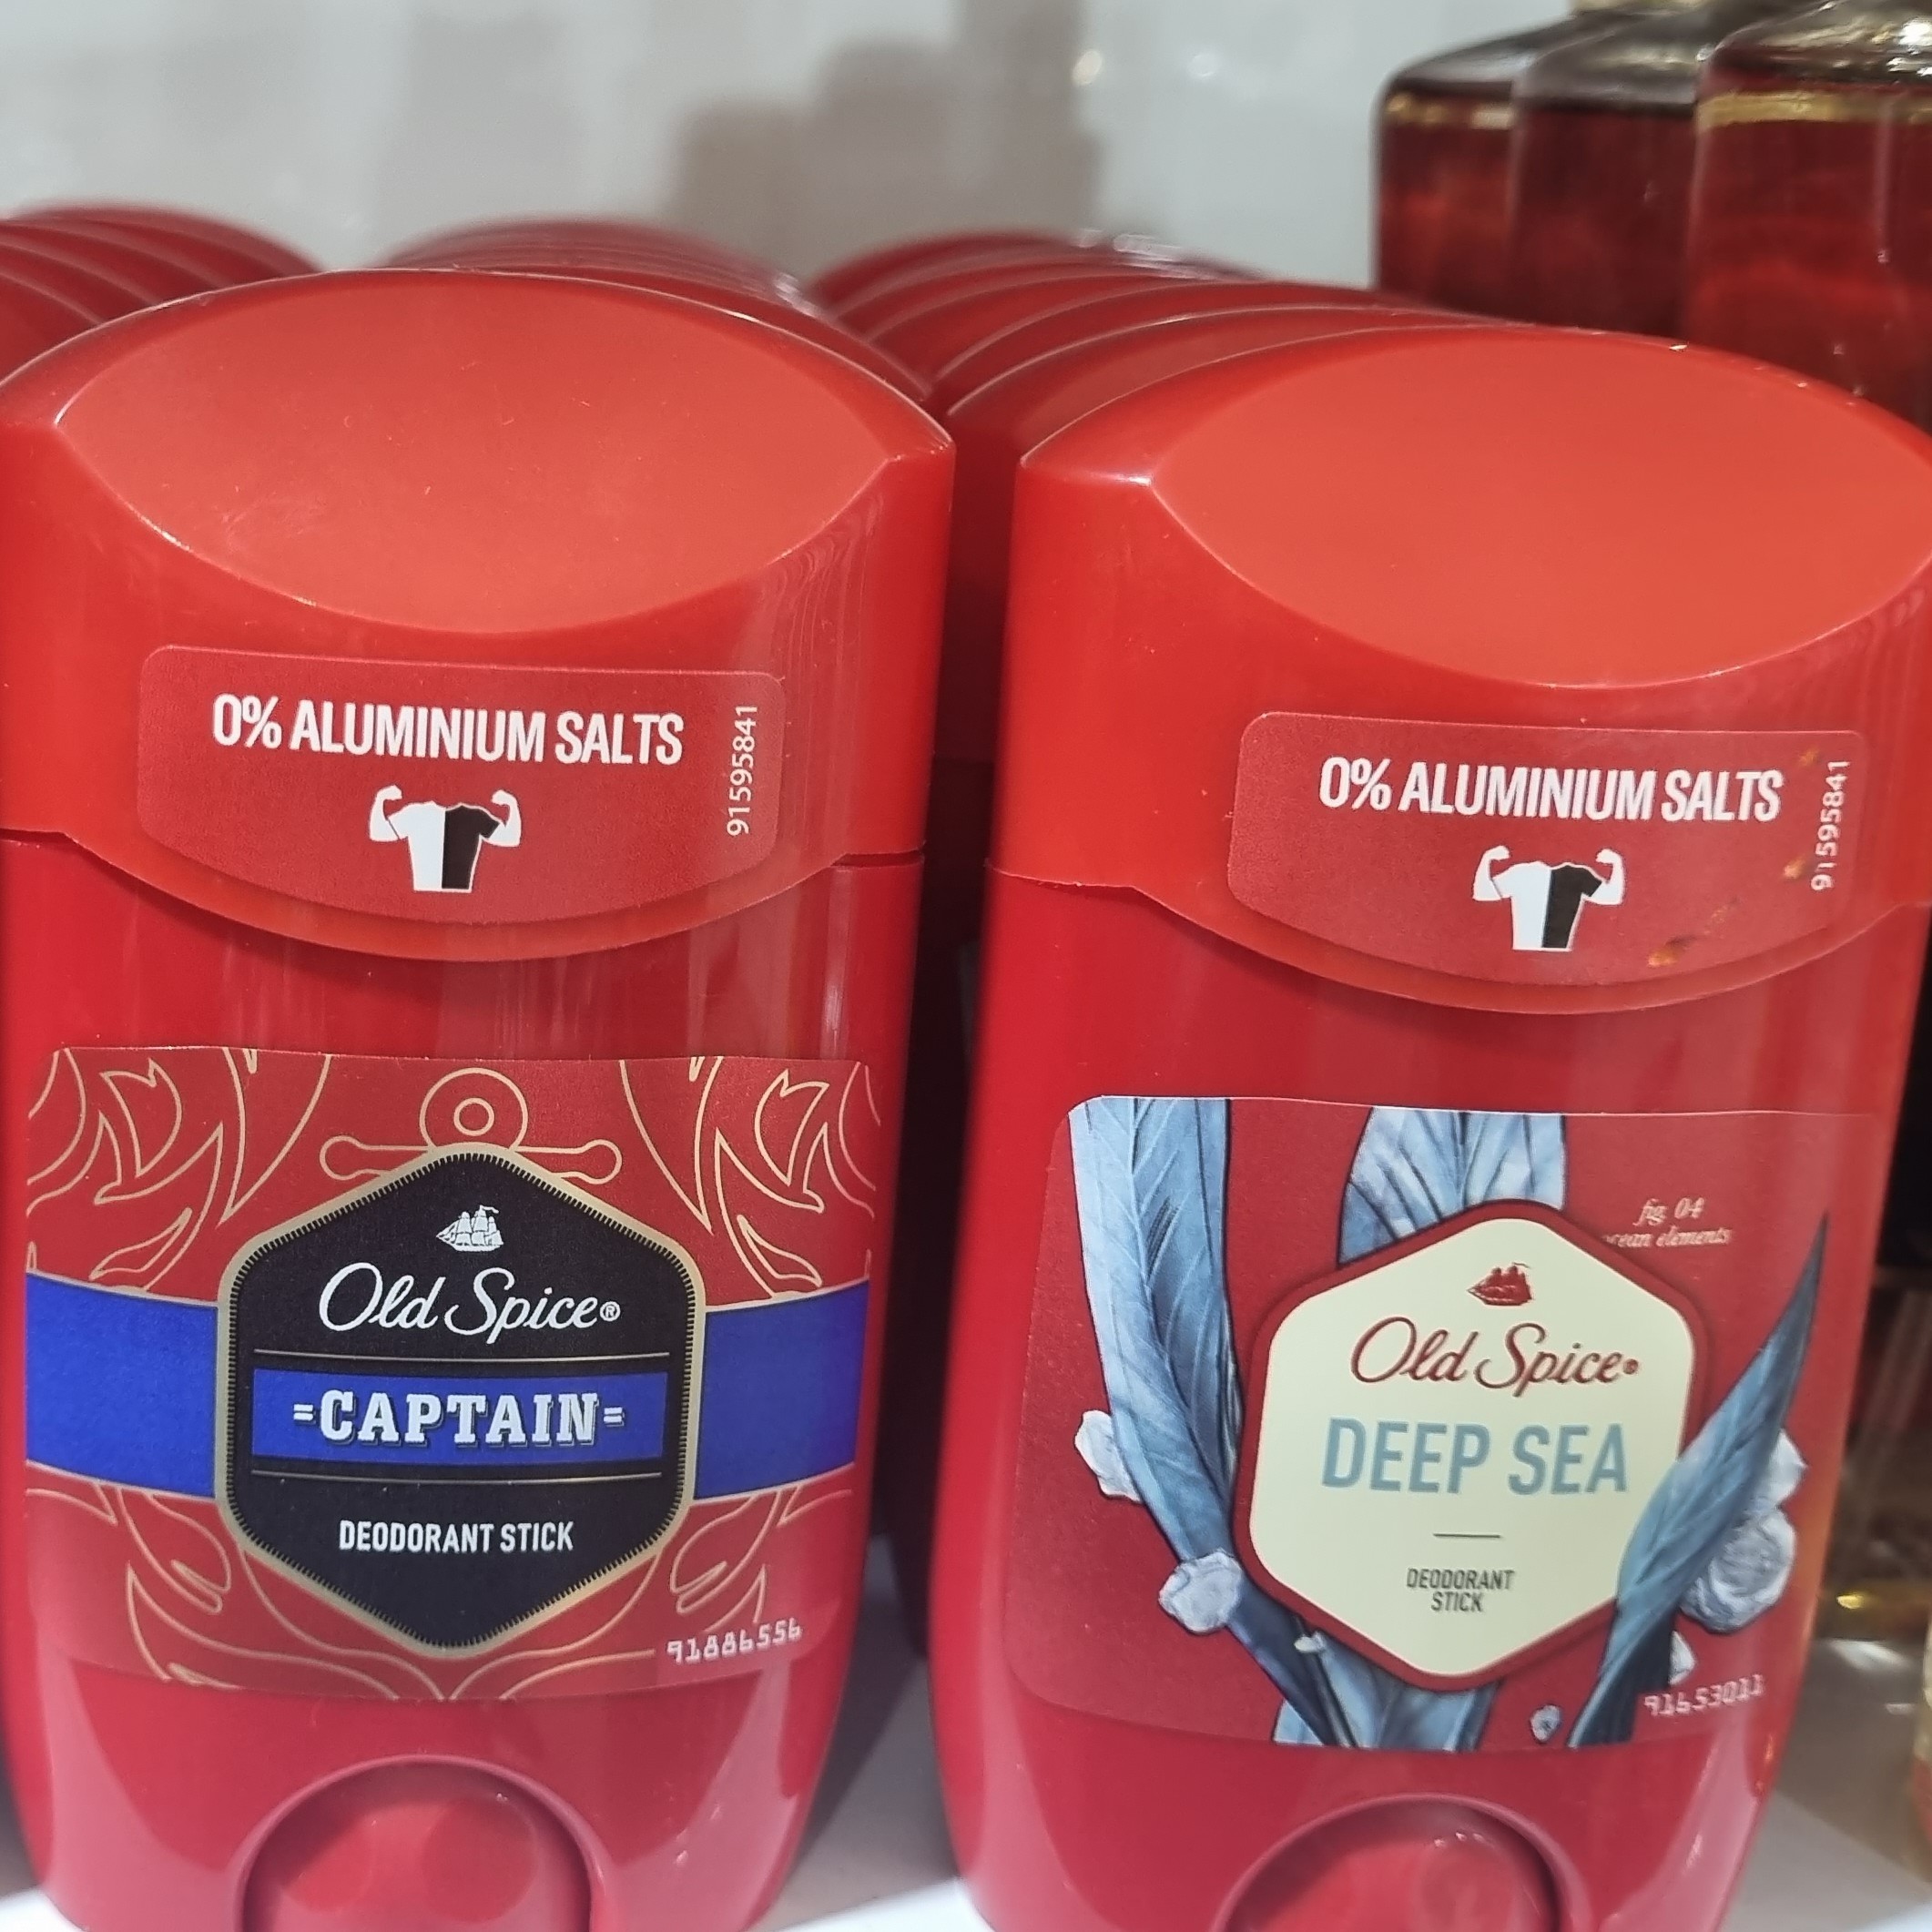 0% ALUMINIUM SALTS
91595841
Old Spice®
=CAPTAIN=
DEODORANT STICK
91886556
0% ALUMINIUM SALTS
91595841
fig. 04
elements
Old Spice®
DEEP SEA
DEODORANT
STICK
91653011